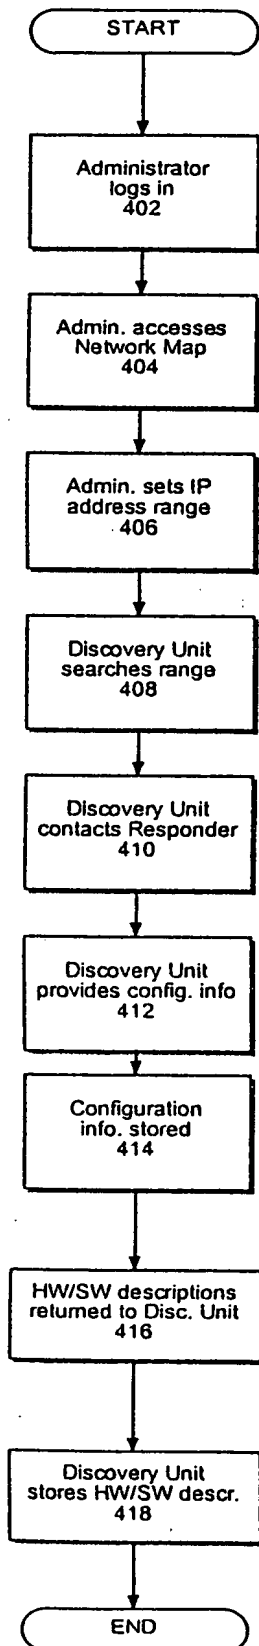 START
Administrator
logs in
402
Admin. accesses
Network Map
404
Admin. sets IP
address range
406
Discovery Unit
searches range
408
Discovery Unit
contacts Responder
410
Discovery Unit
provides config. info
412
Configuration
info. stored
414
HW/SW descriptions
returned to Disc. Unit
416
Discovery Unit
stores HW/SW descr.
418
END